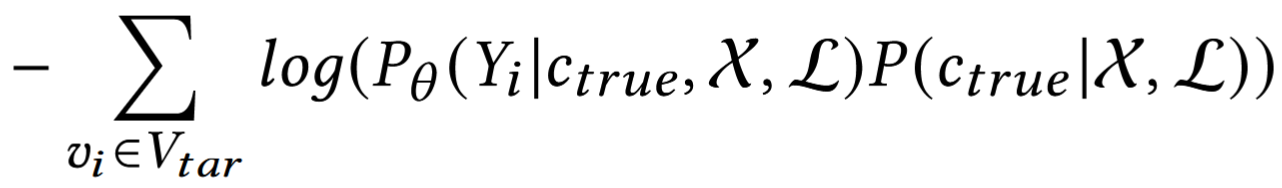 − ∑_{v_i ∈ V_{tar}} log(P_θ(Y_i|c_{true}, 𝒳, ℒ)P(c_{true}|𝒳, ℒ))